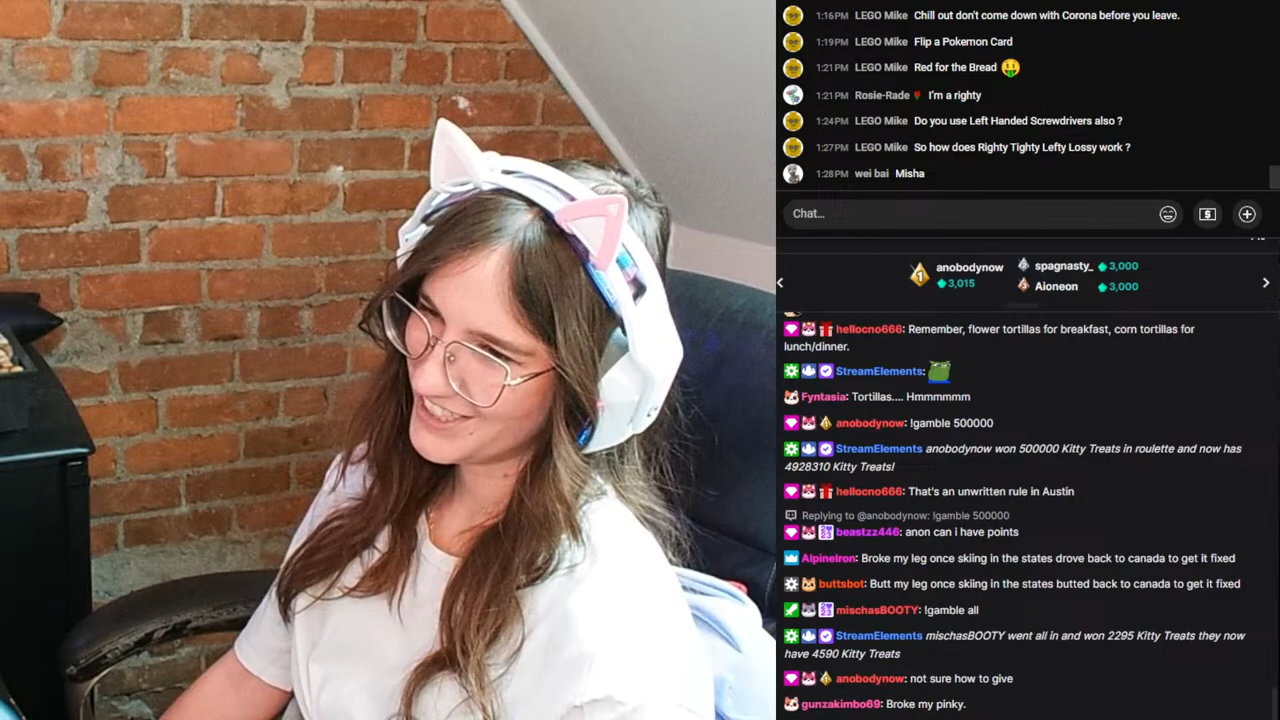 1:16PM LEGO Mike Chill out don't come down with Corona before you leave.
1:19PM LEGO Mike Flip a Pokemon Card
1:21PM LEGO Mike Red for the Bread
1:21PM Rosie-Rade I'm a righty
1:24PM LEGO Mike Do you use Left Handed Screwdrivers also ?
1:27PM LEGO Mike So how does Righty Tighty Lefty Lossy work ?
1:28PM wei bai Misha
Chat...
1 anobodynow 3,015
2 spagnasty_ 3,000
3 Aioneon 3,000
hellocno666: Remember, flower tortillas for breakfast, corn tortillas for
lunch/dinner.
StreamElements:
Fyntasia: Tortillas.... Hmmmmmm
anobodynow: !gamble 500000
StreamElements anobodynow won 500000 Kitty Treats in roulette and now has
4928310 Kitty Treats!
hellocno666: That's an unwritten rule in Austin
Replying to @anobodynow: !gamble 500000
beastzz446: anon can i have points
AlpineIron: Broke my leg once skiing in the states drove back to canada to get it fixed
buttsbot: Butt my leg once skiing in the states butted back to canada to get it fixed
mischasBOOTY: !gamble all
StreamElements mischasBOOTY went all in and won 2295 Kitty Treats they now
have 4590 Kitty Treats
anobodynow: not sure how to give
gunzakimbo69: Broke my pinky.